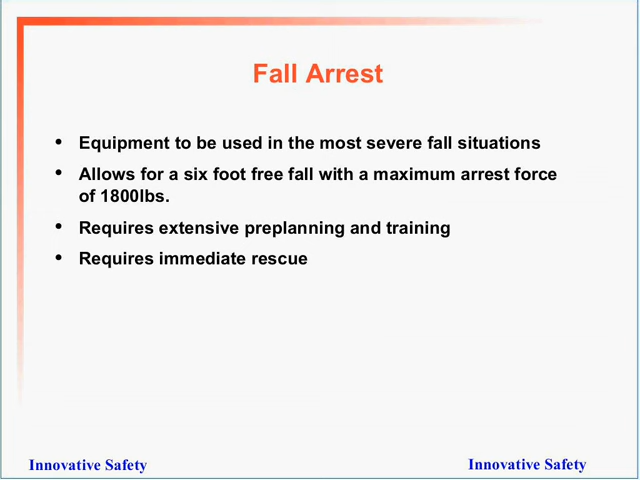 Fall Arrest
• Equipment to be used in the most severe fall situations
• Allows for a six foot free fall with a maximum arrest force
of 1800lbs.
• Requires extensive preplanning and training
• Requires immediate rescue
Innovative Safety
Innovative Safety